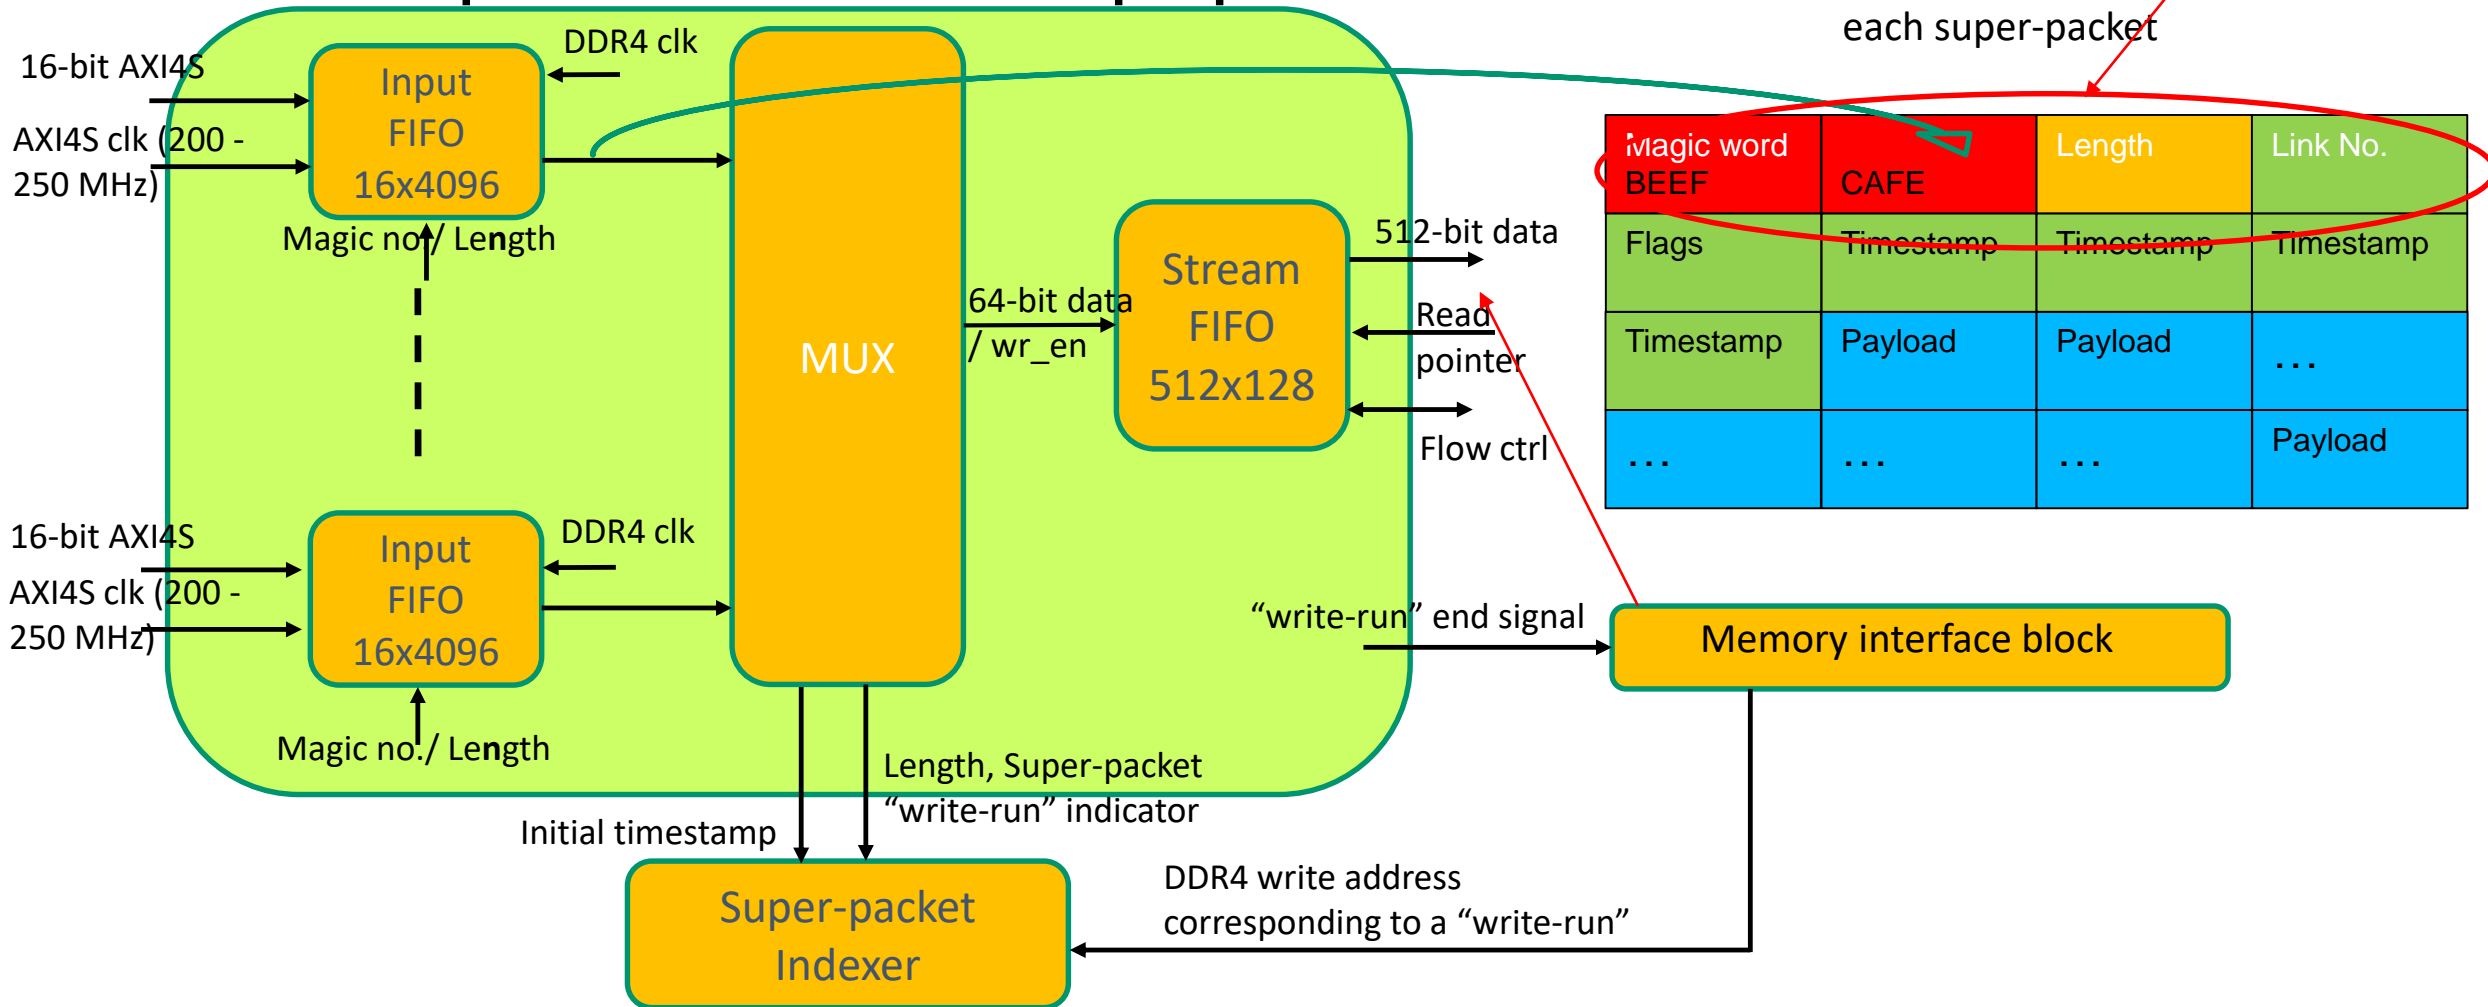 each super-packet
DDR4 clk
16-bit AXI4S
AXI4S clk (200 -
250 MHz)
Input
FIFO
16x4096
Magic no./ Length
MUX
64-bit data
/ wr_en
Stream
FIFO
512x128
512-bit data
Read
pointer
Flow ctrl
Magic word
BEEF
CAFE
Length
Link No.
Flags
Timestamp
Timestamp
Timestamp
Timestamp
Payload
Payload
...
...
...
...
Payload
16-bit AXI4S
AXI4S clk (200 -
250 MHz)
Input
FIFO
16x4096
DDR4 clk
Magic no./ Length
"write-run" end signal
Memory interface block
Length, Super-packet
"write-run" indicator
Initial timestamp
Super-packet
Indexer
DDR4 write address
corresponding to a "write-run"